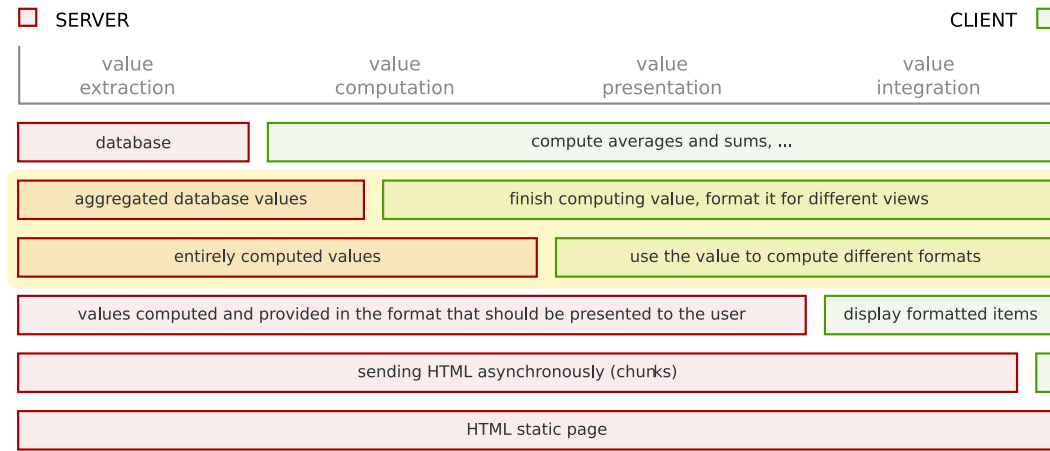 SERVER
CLIENT
value
extraction
value
computation
value
presentation
value
integration
database
compute averages and sums, ...
aggregated database values
finish computing value, format it for different views
entirely computed values
use the value to compute different formats
values computed and provided in the format that should be presented to the user
display formatted items
sending HTML asynchronously (chunks)
HTML static page